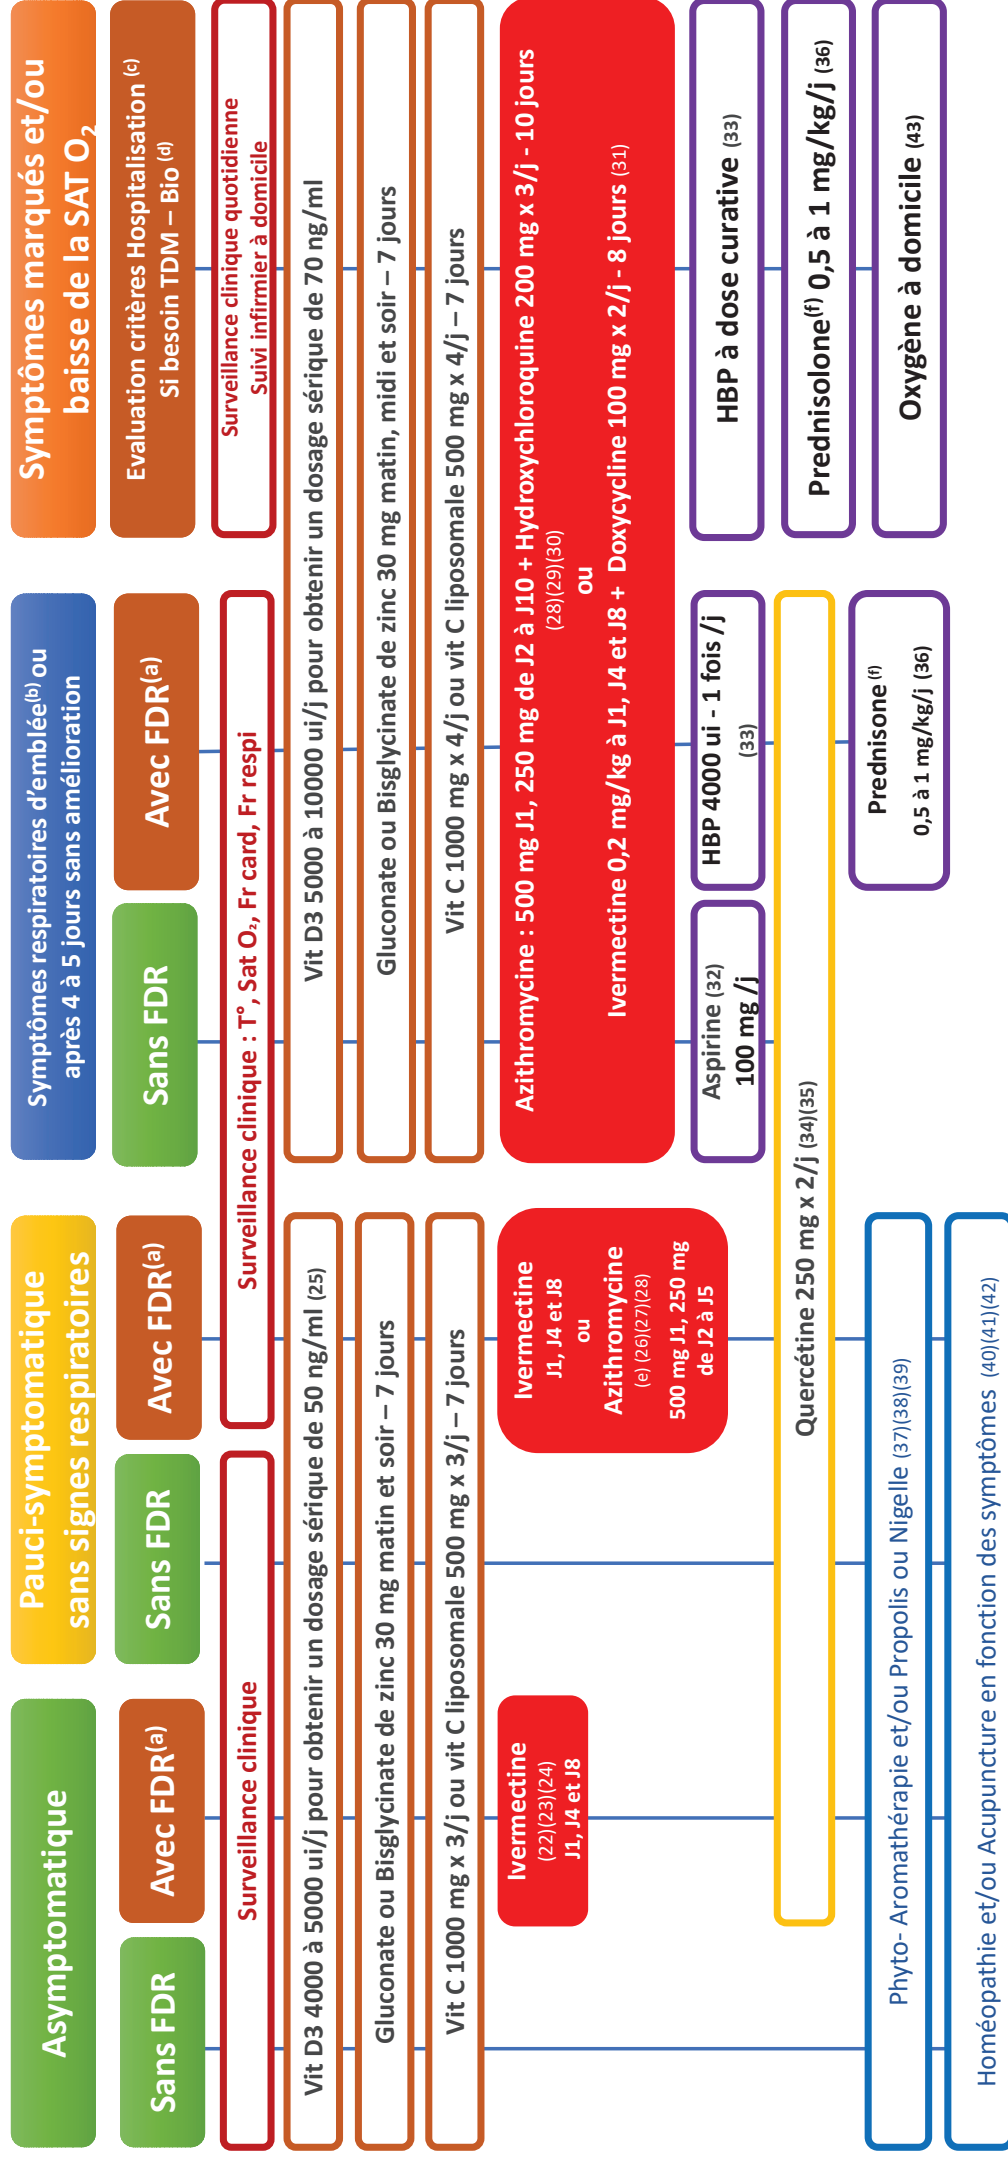 Asymptomatique
Pauci-symptomatique
sans signes respiratoires
Symptômes respiratoires d'emblée(b) ou
après 4 à 5 jours sans amélioration
Symptômes marqués et/ou
baisse de la SAT O2
Sans FDR
Avec FDR(a)
Sans FDR
Avec FDR(a)
Sans FDR
Avec FDR(a)
Evaluation critères Hospitalisation (c)
Si besoin TDM – Bio (d)
Surveillance clinique
Surveillance clinique : T°, Sat O2, Fr card, Fr respi
Surveillance clinique quotidienne
Suivi infirmier à domicile
Vit D3 4000 à 5000 ui/j pour obtenir un dosage sérique de 50 ng/ml (25)
Vit D3 5000 à 10000 ui/j pour obtenir un dosage sérique de 70 ng/ml
Gluconate ou Bisglycinate de zinc 30 mg matin et soir – 7 jours
Gluconate ou Bisglycinate de zinc 30 mg matin, midi et soir – 7 jours
Vit C 1000 mg x 3/j ou vit C liposomale 500 mg x 3/j – 7 jours
Vit C 1000 mg x 4/j ou vit C liposomale 500 mg x 4/j – 7 jours
Ivermectine
(22)(23)(24)
J1, J4 et J8
Ivermectine
J1, J4 et J8
ou
Azithromycine
(e) (26)(27)(28)
500 mg J1, 250 mg
de J2 à J5
Azithromycine : 500 mg J1, 250 mg de J2 à J10 + Hydroxychloroquine 200 mg x 3/j - 10 jours
(28)(29)(30)
ou
Ivermectine 0,2 mg/kg à J1, J4 et J8 + Doxycycline 100 mg x 2/j - 8 jours (31)
Aspirine (32)
100 mg /j
HBP 4000 ui - 1 fois /j
(33)
HBP à dose curative (33)
Quercétine 250 mg x 2/j (34)(35)
Prednisolone(f) 0,5 à 1 mg/kg/j (36)
Prednisone (f)
0,5 à 1 mg/kg/j (36)
Oxygène à domicile (43)
Phyto- Aromathérapie et/ou Propolis ou Nigelle (37)(38)(39)
Homéopathie et/ou Acupuncture en fonction des symptômes (40)(41)(42)